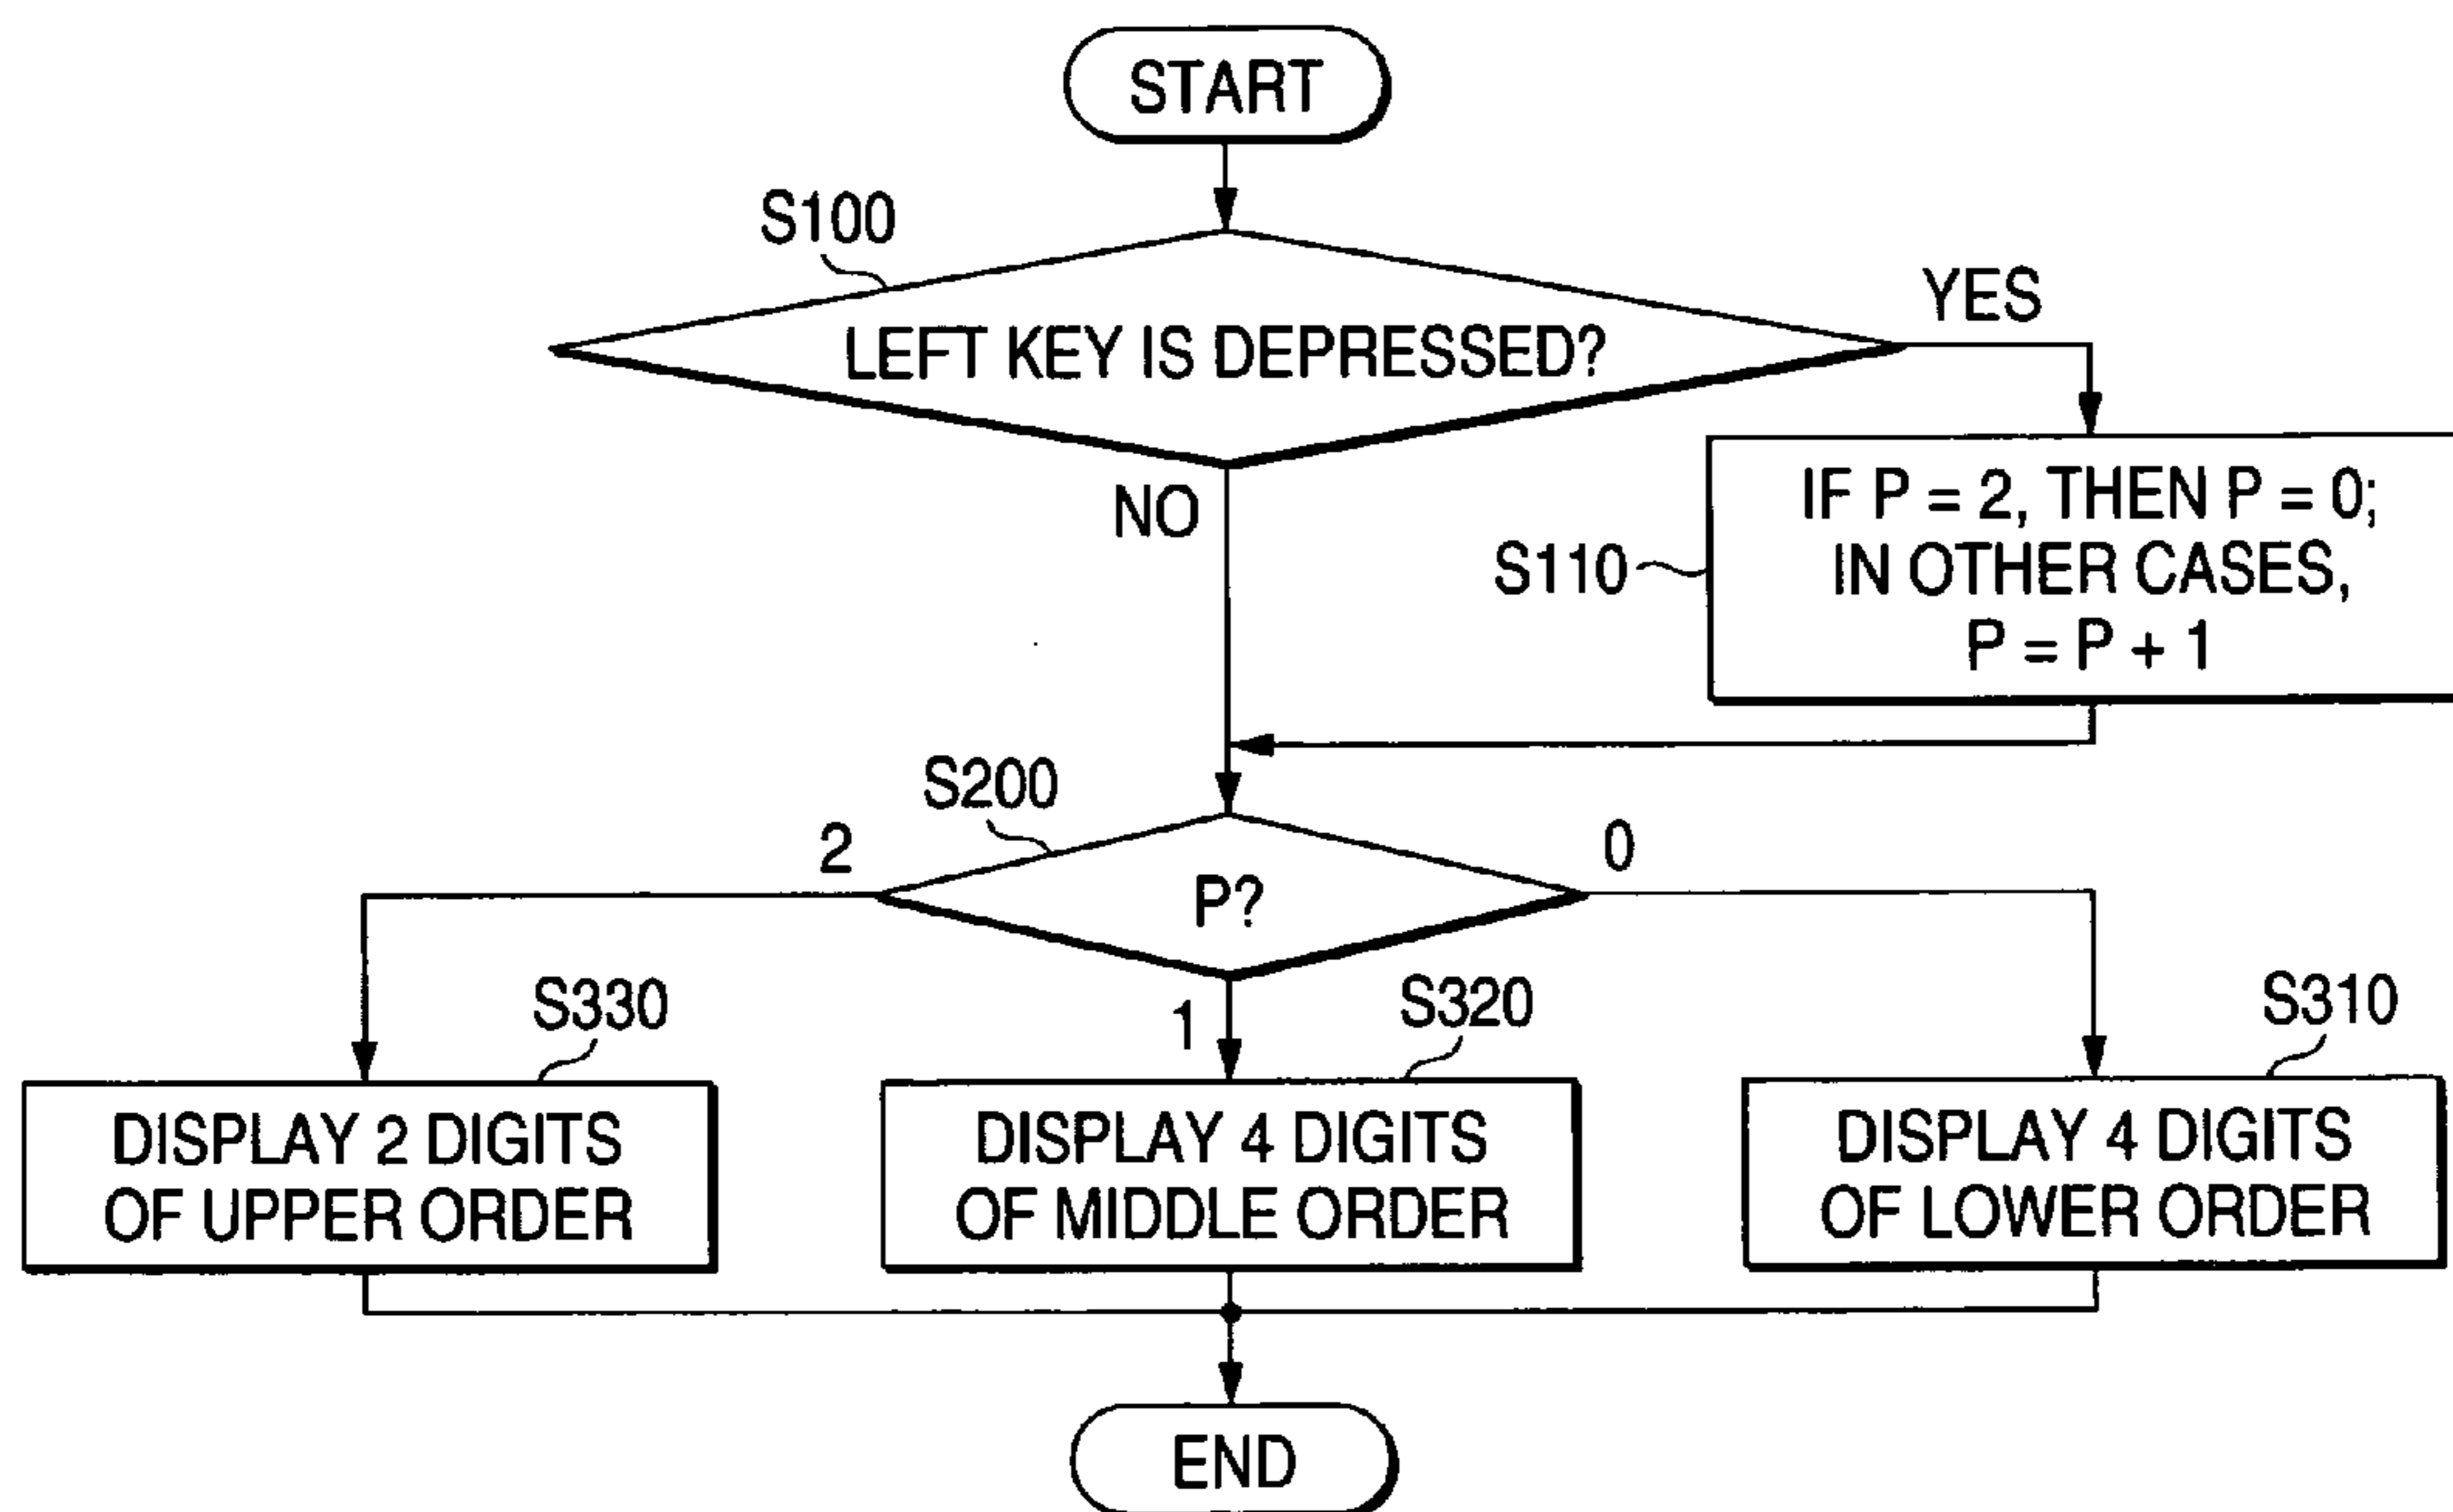 START
S100
LEFT KEY IS DEPRESSED?
YES
NO
IF P = 2, THEN P = 0;
IN OTHER CASES,
P = P + 1
S110
S200
2
P?
0
1
S330
S320
S310
DISPLAY 2 DIGITS
OF UPPER ORDER
DISPLAY 4 DIGITS
OF MIDDLE ORDER
DISPLAY 4 DIGITS
OF LOWER ORDER
END